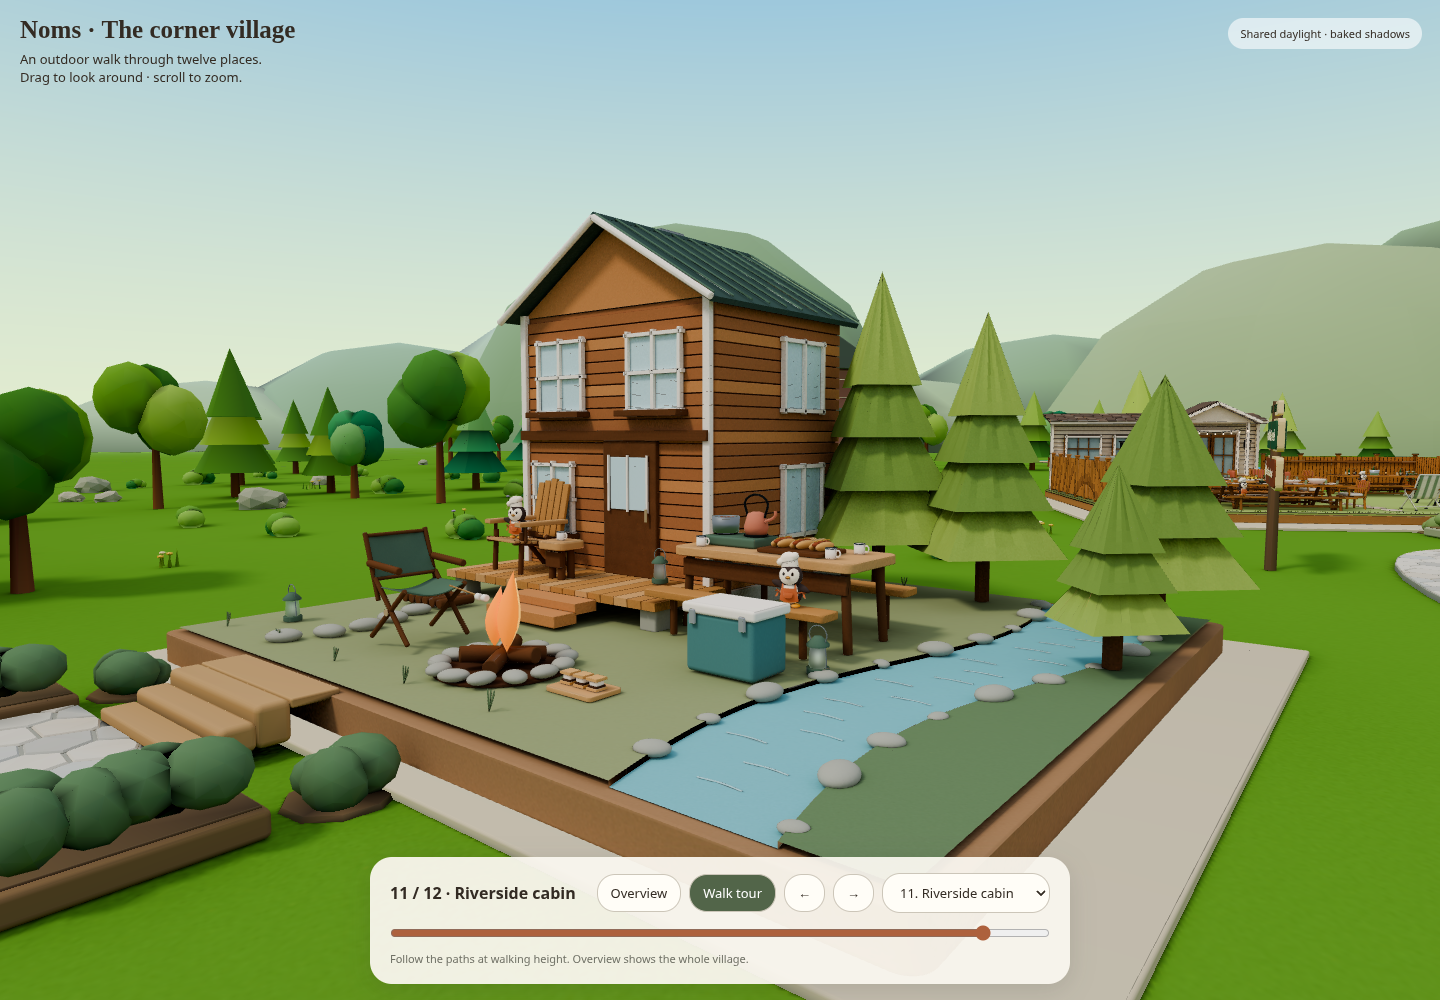 Noms · The corner village
An outdoor walk through twelve places.
Drag to look around · scroll to zoom.
Shared daylight · baked shadows
11 / 12 · Riverside cabin
Overview
Walk tour
←
→
11. Riverside cabin
Follow the paths at walking height. Overview shows the whole village.